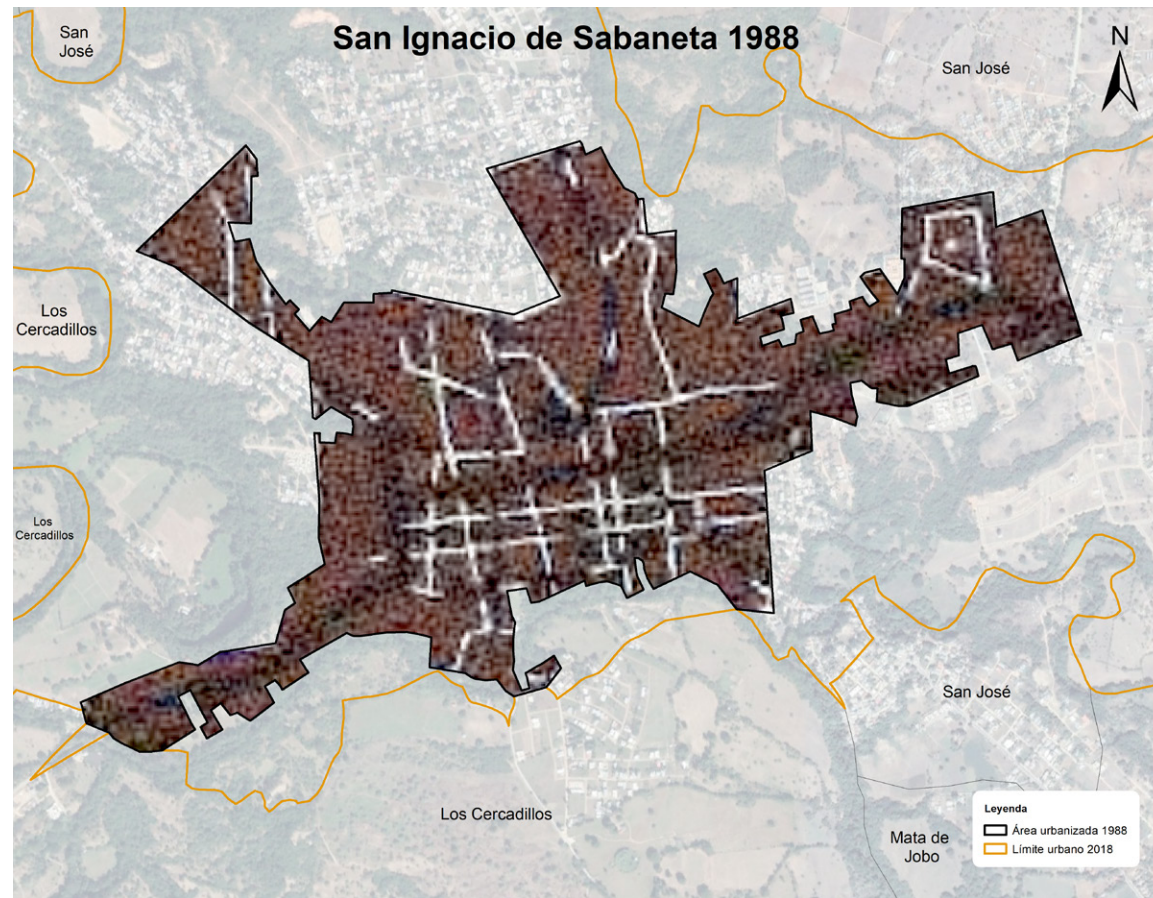 San Ignacio de Sabaneta 1988
San
José
N
San José
Los
Cercadillos
Los
Cercadillos
San José
Los Cercadillos
Mata de
Jobo
Leyenda
Área urbanizada 1988
Límite urbano 2018